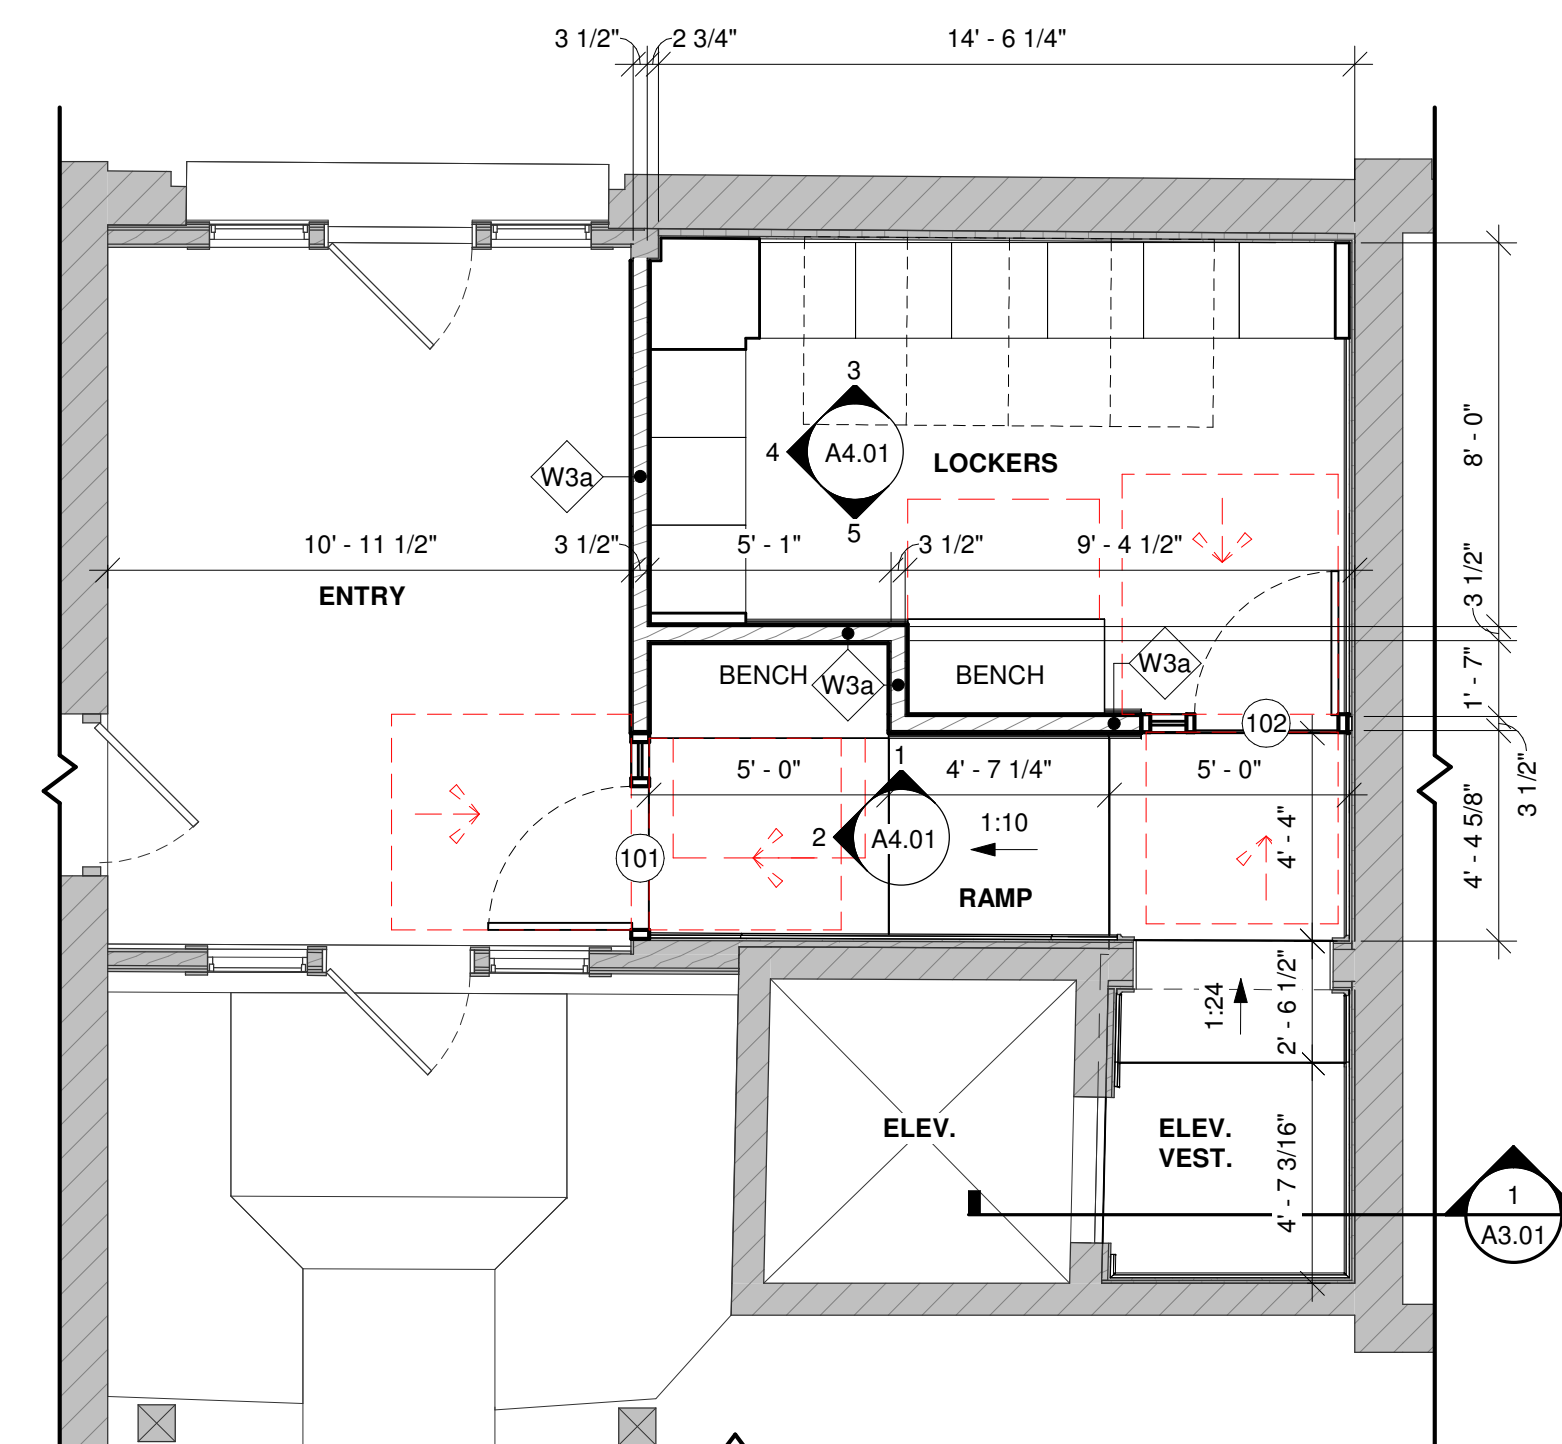 3 1/2"
2 3/4"
14' - 6 1/4"
3
A4.01
4
5
LOCKERS
W3a
8' - 0"
10' - 11 1/2"
3 1/2"
5' - 1"
3 1/2"
9' - 4 1/2"
ENTRY
3 1/2"
BENCH
W3a
BENCH
W3a
1' - 7"
102
3 1/2"
5' - 0"
1
4' - 7 1/4"
5' - 0"
2
A4.01
1:10
4' - 4"
4' - 4 5/8"
101
RAMP
1:24
2' - 6 1/2"
ELEV.
ELEV.
VEST.
4' - 7 3/16"
1
A3.01